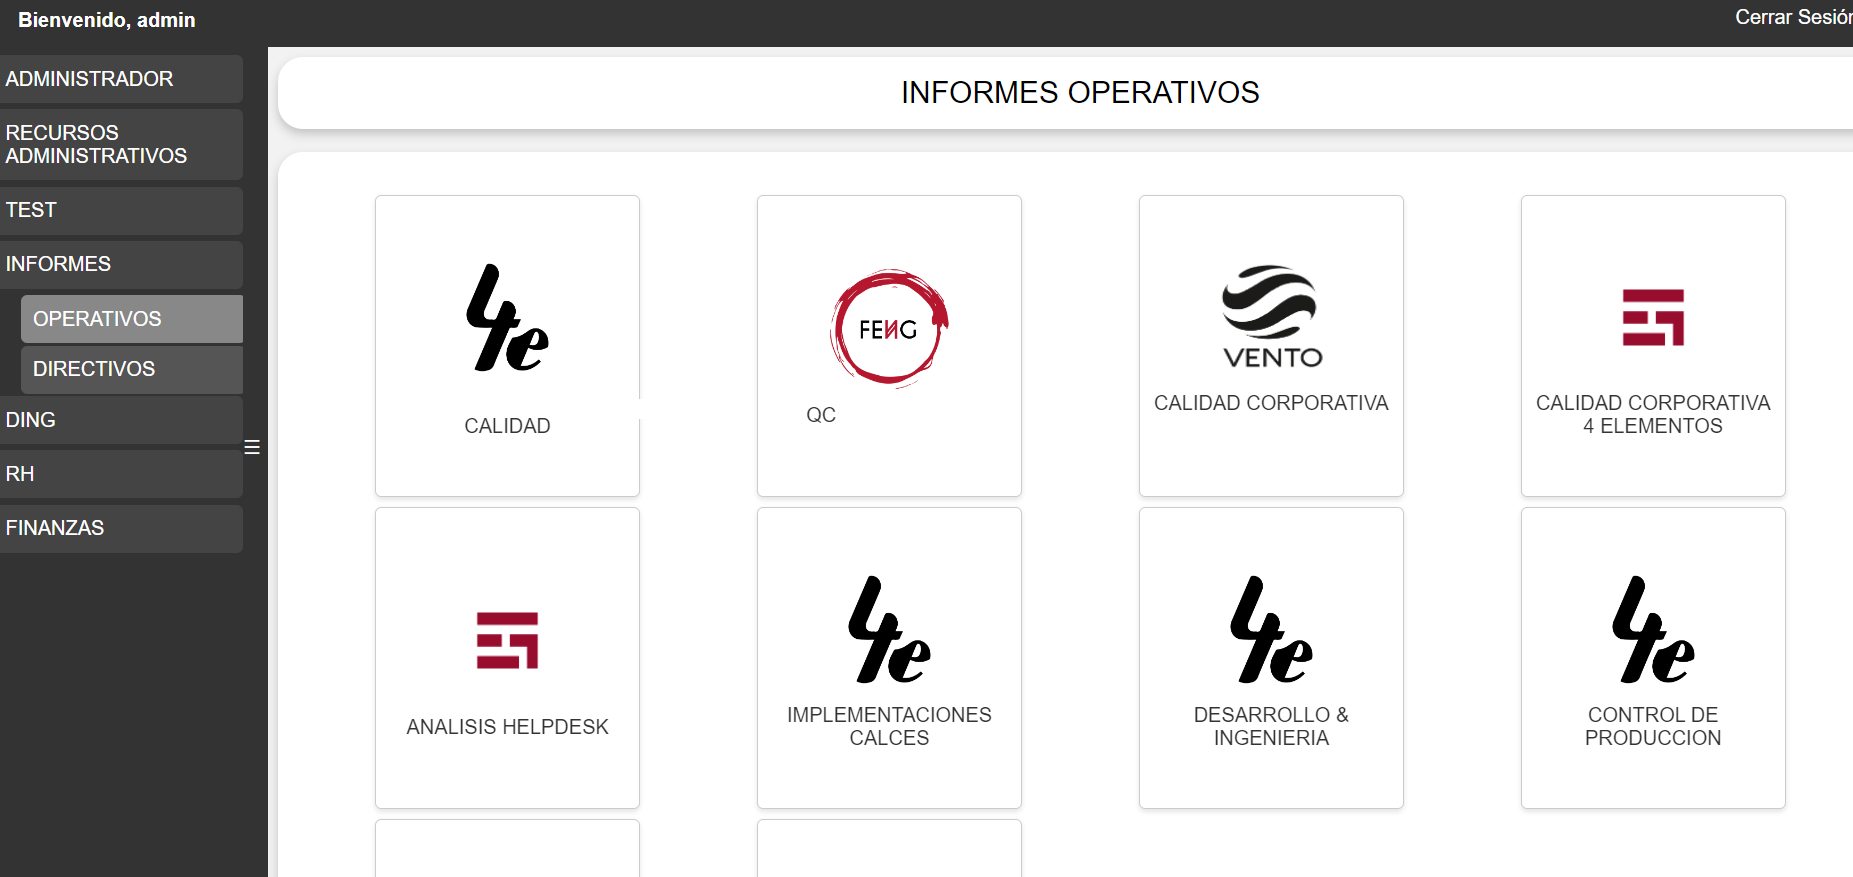 Bienvenido, admin
Cerrar Sesión
ADMINISTRADOR
RECURSOS
ADMINISTRATIVOS
TEST
INFORMES
OPERATIVOS
DIRECTIVOS
DING
RH
FINANZAS
INFORMES OPERATIVOS
4e
CALIDAD
FENG
QC
VENTO
CALIDAD CORPORATIVA
CALIDAD CORPORATIVA
4 ELEMENTOS
ANALISIS HELPDESK
4e
IMPLEMENTACIONES
CALCES
4e
DESARROLLO &
INGENIERIA
4e
CONTROL DE
PRODUCCION